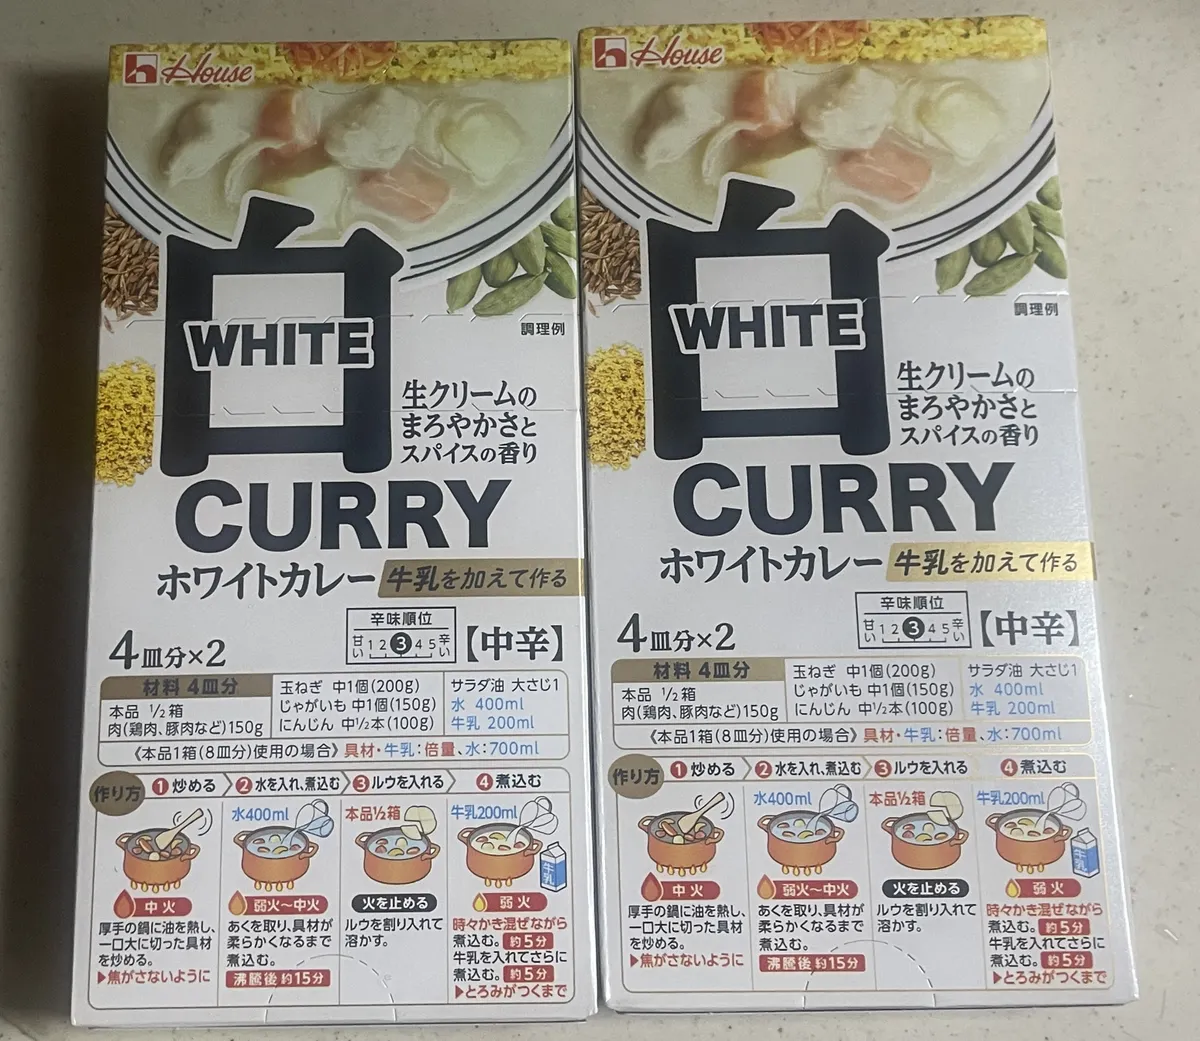 House
白
WHITE
調理例
生クリームの
まろやかさと
スパイスの香り
CURRY
ホワイトカレー 牛乳を加えて作る
4皿分×2
辛味順位
甘い 1 2 3 4 5 辛い
【中辛】
材料 4皿分
本品 1/2箱
肉(鶏肉、豚肉など)150g
玉ねぎ 中1個(200g)
じゃがいも 中1個(150g)
にんじん 中1/2本(100g)
サラダ油 大さじ1
水 400ml
牛乳 200ml
《本品1箱(8皿分)使用の場合》具材・牛乳:倍量、水:700ml
作り方
1 炒める
中火
厚手の鍋に油を熱し、
一口大に切った具材
を炒める。
▶焦がさないように
2 水を入れ、煮込む
水400ml
弱火~中火
あくを取り、具材が
柔らかくなるまで
煮込む。
沸騰後 約15分
3 ルウを入れる
本品1/2箱
火を止める
ルウを割り入れて
溶かす。
4 煮込む
牛乳200ml
牛乳
弱火
時々かき混ぜながら
煮込む。約5分
牛乳を入れてさらに
煮込む。約5分
▶とろみがつくまで
House
白
WHITE
調理例
生クリームの
まろやかさと
スパイスの香り
CURRY
ホワイトカレー 牛乳を加えて作る
4皿分×2
辛味順位
甘い 1 2 3 4 5 辛い
【中辛】
材料 4皿分
本品 1/2箱
肉(鶏肉、豚肉など)150g
玉ねぎ 中1個(200g)
じゃがいも 中1個(150g)
にんじん 中1/2本(100g)
サラダ油 大さじ1
水 400ml
牛乳 200ml
《本品1箱(8皿分)使用の場合》具材・牛乳:倍量、水:700ml
作り方
1 炒める
中火
厚手の鍋に油を熱し、
一口大に切った具材
を炒める。
▶焦がさないように
2 水を入れ、煮込む
水400ml
弱火~中火
あくを取り、具材が
柔らかくなるまで
煮込む。
沸騰後 約15分
3 ルウを入れる
本品1/2箱
火を止める
ルウを割り入れて
溶かす。
4 煮込む
牛乳200ml
牛乳
弱火
時々かき混ぜながら
煮込む。約5分
牛乳を入れてさらに
煮込む。約5分
▶とろみがつくまで